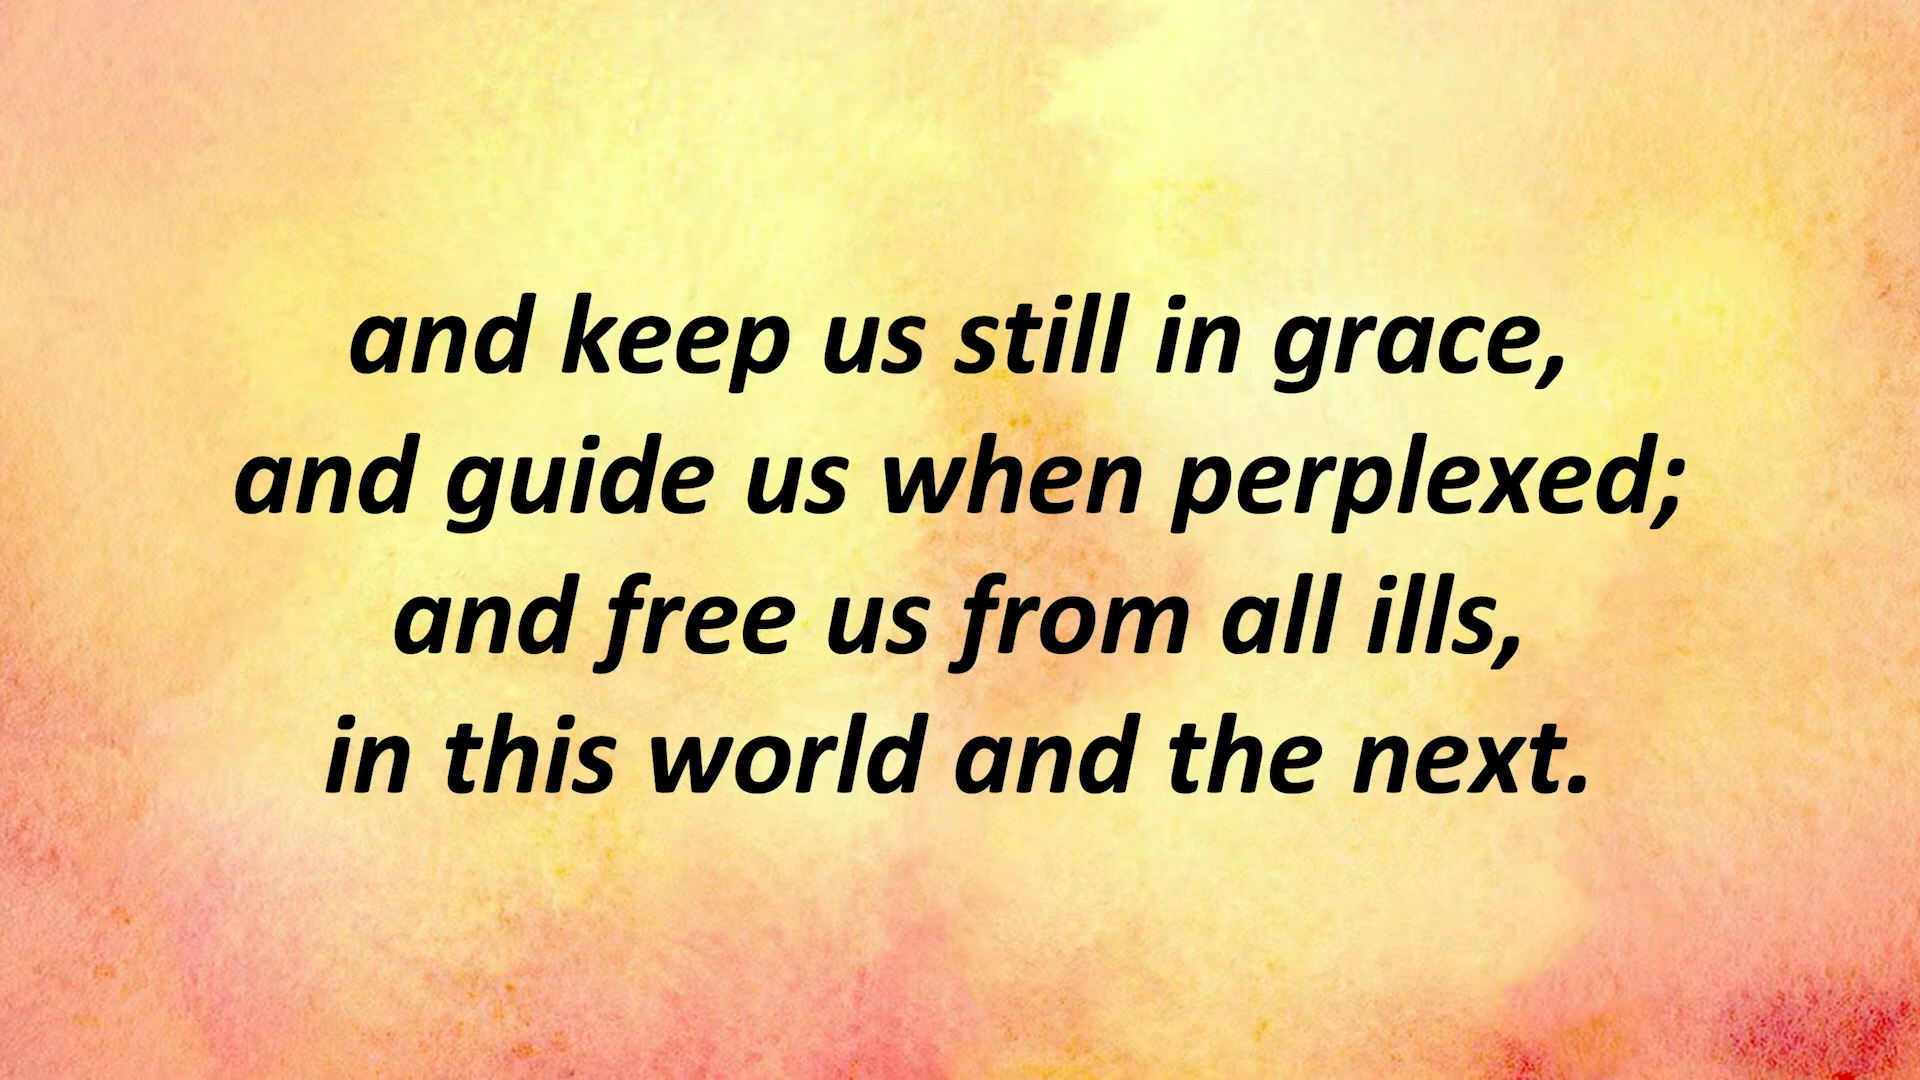 and keep us still in grace,
and guide us when perplexed;
and free us from all ills,
in this world and the next.